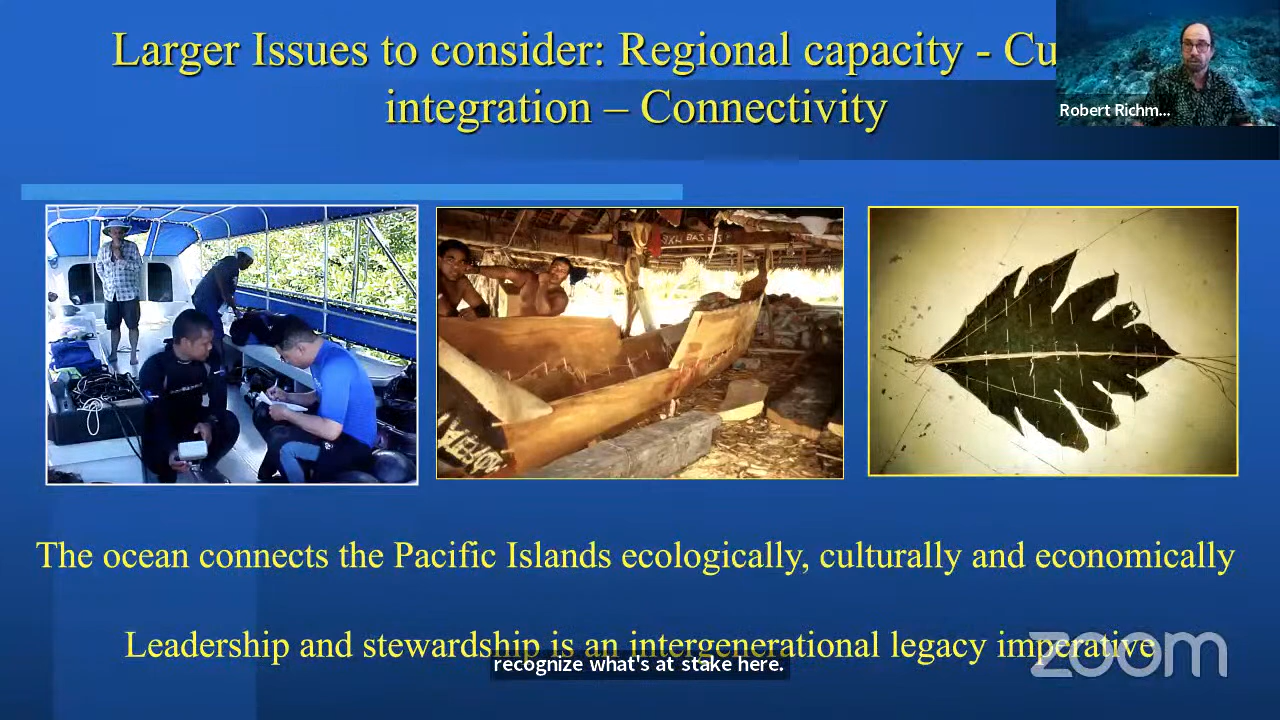 Larger Issues to consider: Regional capacity - Cu
integration – Connectivity
Robert Richm...
The ocean connects the Pacific Islands ecologically, culturally and economically
Leadership and stewardship is an intergenerational legacy imperative
recognize what's at stake here.
zoom